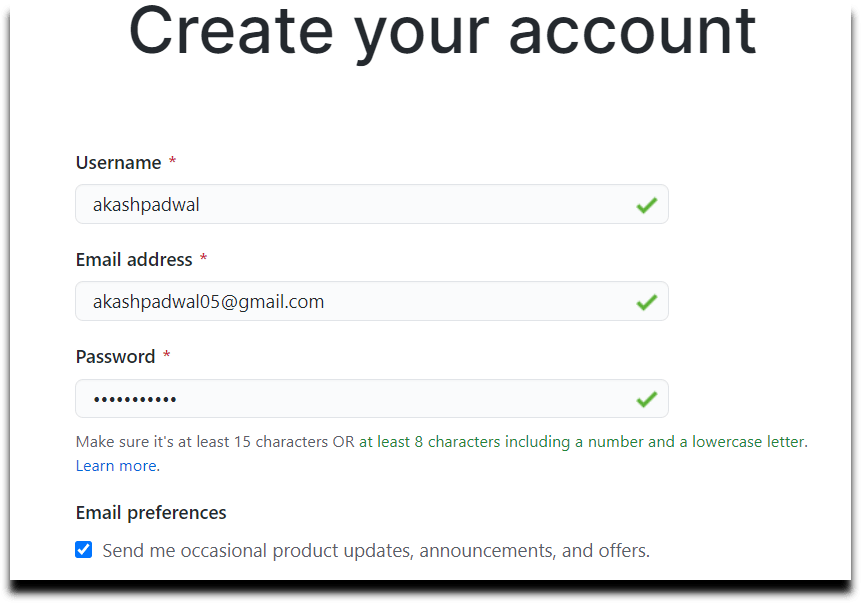 Create your account
Username *
akashpadwal
Email address *
akashpadwal05@gmail.com
Password *
•••••••••••
Make sure it's at least 15 characters OR at least 8 characters including a number and a lowercase letter.
Learn more.
Email preferences
Send me occasional product updates, announcements, and offers.